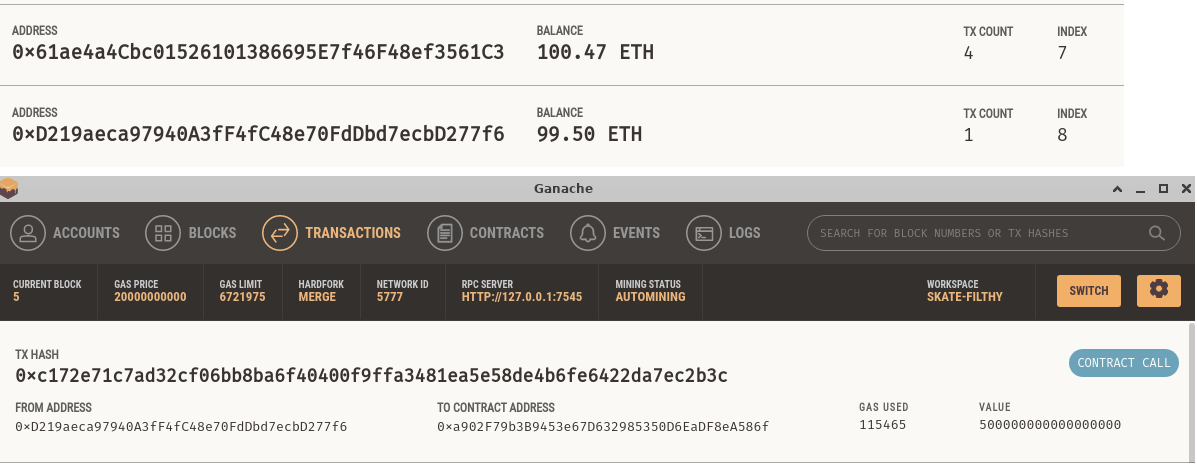 ADDRESS BALANCE TX COUNT INDEX
0×61ae4a4Cbc01526101386695E7f46F48ef3561C3 100.47 ETH 4 7
ADDRESS BALANCE TX COUNT INDEX
0×D219aeca97940A3fF4fC48e70FdDbd7ecbD277f6 99.50 ETH 1 8
Ganache
ACCOUNTS BLOCKS TRANSACTIONS CONTRACTS EVENTS LOGS SEARCH FOR BLOCK NUMBERS OR TX HASHES
CURRENT BLOCK GAS PRICE GAS LIMIT HARDFORK NETWORK ID RPC SERVER MINING STATUS WORKSPACE
5 20000000000 6721975 MERGE 5777 HTTP://127.0.0.1:7545 AUTOMINING SKATE-FILTHY SWITCH
TX HASH
0×c172e71c7ad32cf06bb8ba6f40400f9ffa3481ea5e58de4b6fe6422da7ec2b3c CONTRACT CALL
FROM ADDRESS TO CONTRACT ADDRESS GAS USED VALUE
0×D219aeca97940A3fF4fC48e70FdDbd7ecbD277f6 0×a902F79b3B9453e67D632985350D6EaDF8eA586f 115465 500000000000000000